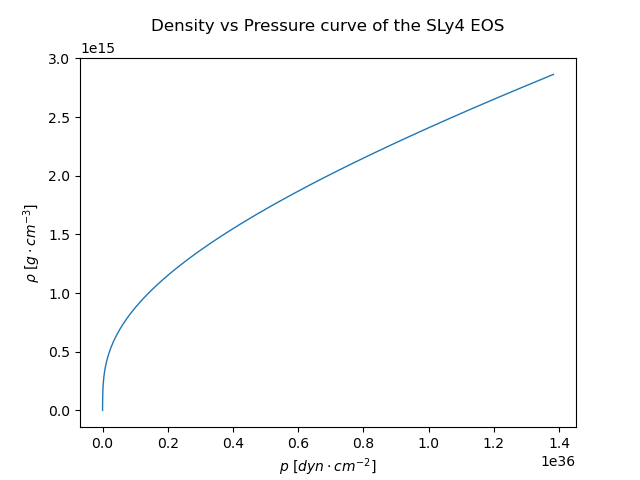 Density vs Pressure curve of the SLy4 EOS
1e15
3.0
2.5
2.0
1.5
1.0
0.5
0.0
ρ [g · cm⁻³]
0.0 0.2 0.4 0.6 0.8 1.0 1.2 1.4
1e36
p [dyn · cm⁻²]